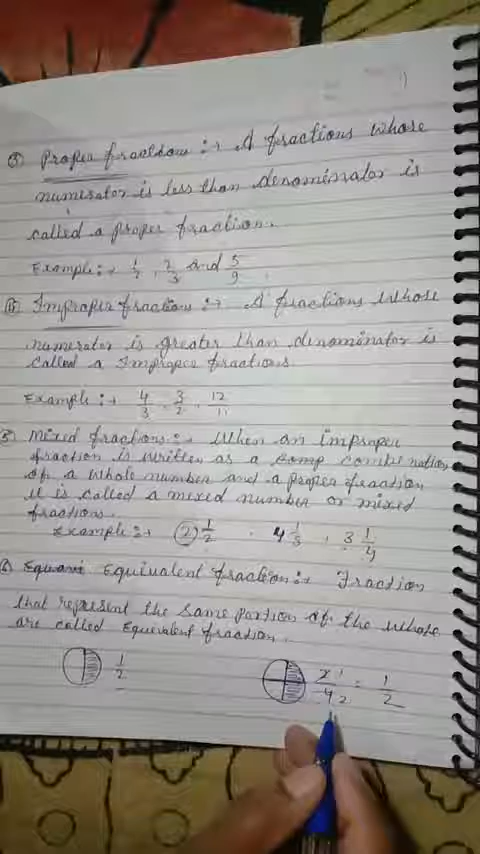 ③ Proper fraction :→ A fractions whose
numerator is less than denominator is
called a proper fraction.
Example :→ 1/2, 2/3 and 5/9
④ Improper fraction :→ A fractions whose
numerator is greater than denominator is
called a Improper fractions.
Example :→ 4/3, 3/2, 12/11
⑤ mixed fractions :→ When an improper
fraction is written as a comp combination
of a whole number and a proper fraction
it is called a mixed number or mixed
fractions.
Example :→ ② 1/2, 4 1/3, 3 1/4
Equivalent fraction :→ Fraction
that represent the same portion of the whole
are called Equivalent fraction.
1/2 2 1/4 2 = 1/2